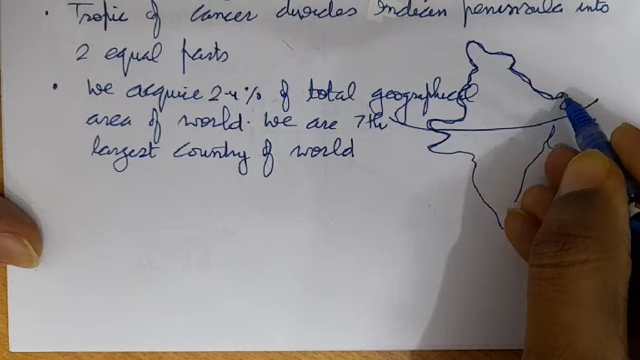 • Tropic of Cancer divides Indian peninsula into
2 equal parts
• We acquire 2.4% of total geographical
area of world. We are 7th
largest country of world